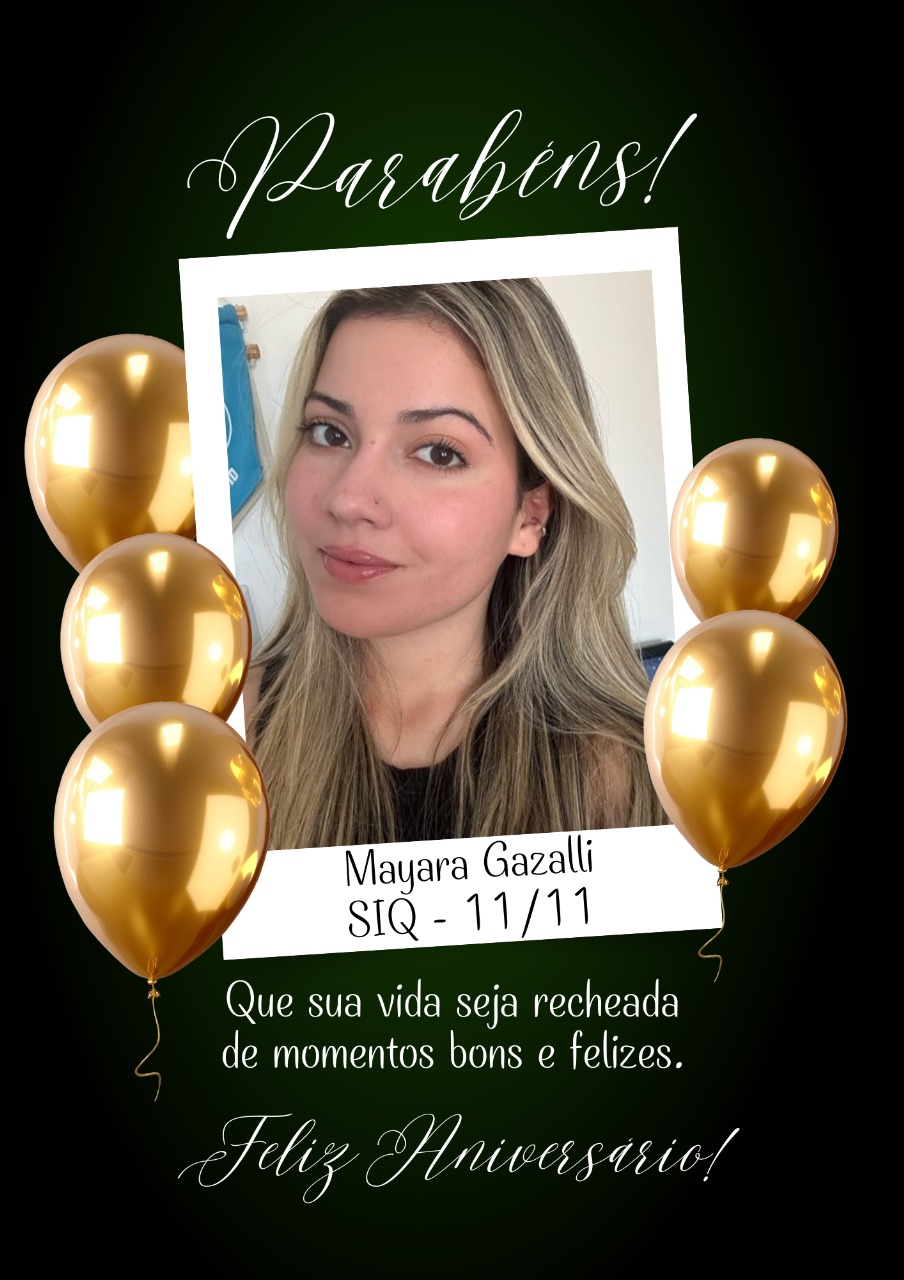 Parabéns!
Mayara Gazalli
SIQ - 11/11
Que sua vida seja recheada
de momentos bons e felizes.
Feliz Aniversário!